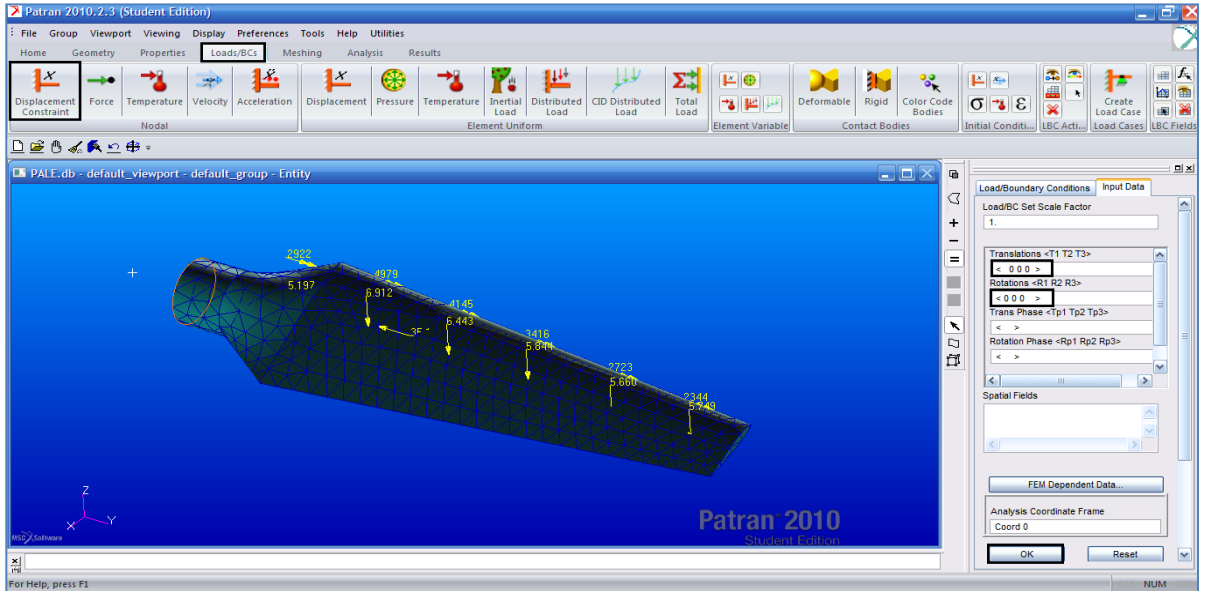 Patran 2010.2.3 (Student Edition)
File Group Viewport Viewing Display Preferences Tools Help Utilities
Home Geometry Properties Loads/BCs Meshing Analysis Results
Displacement Constraint
Force
Temperature
Velocity
Acceleration
Displacement
Pressure
Temperature
Inertial Load
Distributed Load
CID Distributed Load
Total Load
Deformable
Rigid
Color Code Bodies
Create Load Case
Nodal
Element Uniform
Element Variable
Contact Bodies
Initial Conditi...
LBC Acti...
Load Cases
LBC Fields
PALE.db - default_viewport - default_group - Entity
2922
5.197
4979
6.912
4145
6.443
3416
5.844
2723
5.660
2344
Z
X
Y
MSC Software
Patran 2010
Student Edition
Load/Boundary Conditions
Input Data
Load/BC Set Scale Factor
1.
Translations <T1 T2 T3>
< 0 0 0 >
Rotations <R1 R2 R3>
< 0 0 0 >
Trans Phase <Tp1 Tp2 Tp3>
< >
Rotation Phase <Rp1 Rp2 Rp3>
< >
Spatial Fields
FEM Dependent Data...
Analysis Coordinate Frame
Coord 0
OK
Reset
For Help, press F1
NUM